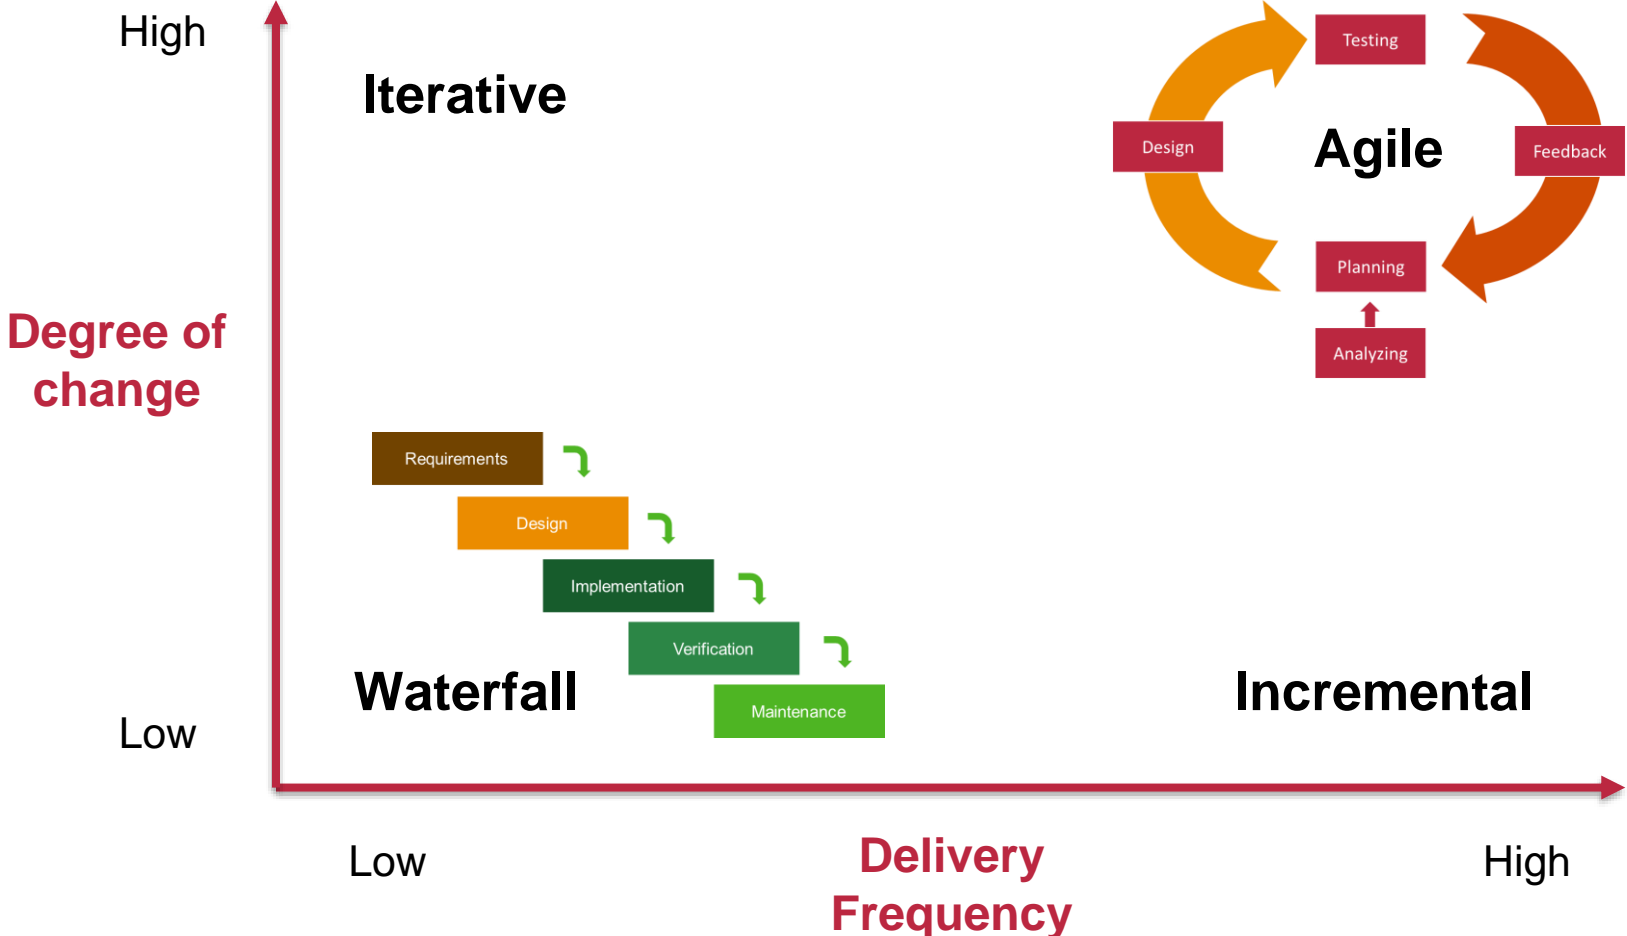 High
Iterative
Testing
Design
Agile
Feedback
Planning
Analyzing
Degree of
change
Requirements
Design
Implementation
Verification
Maintenance
Waterfall
Incremental
Low
Low
Delivery
Frequency
High